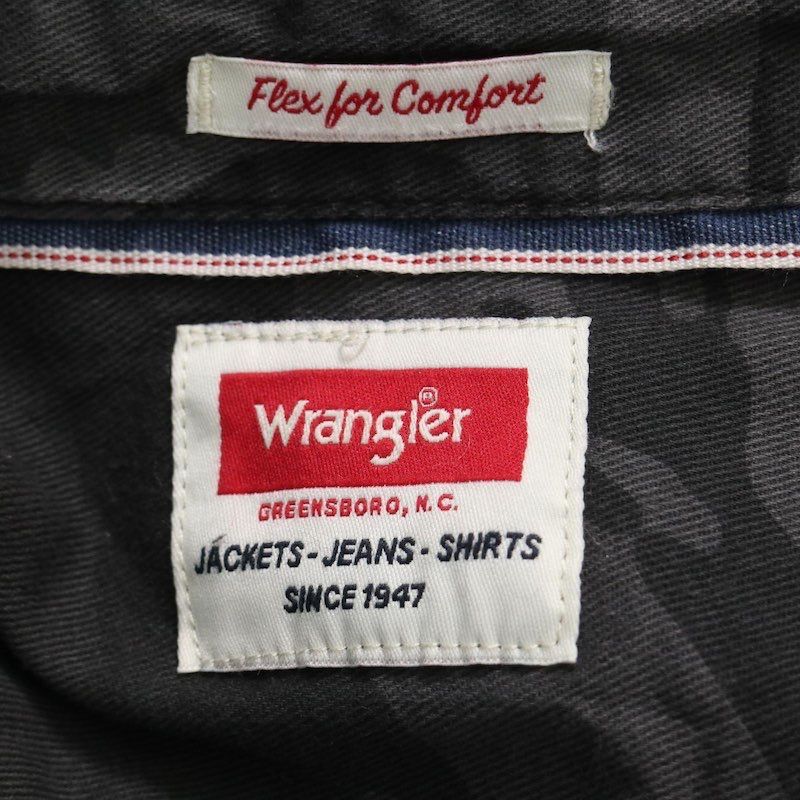 Flex for Comfort
Wrangler®
GREENSBORO, N.C.
JACKETS-JEANS-SHIRTS
SINCE 1947